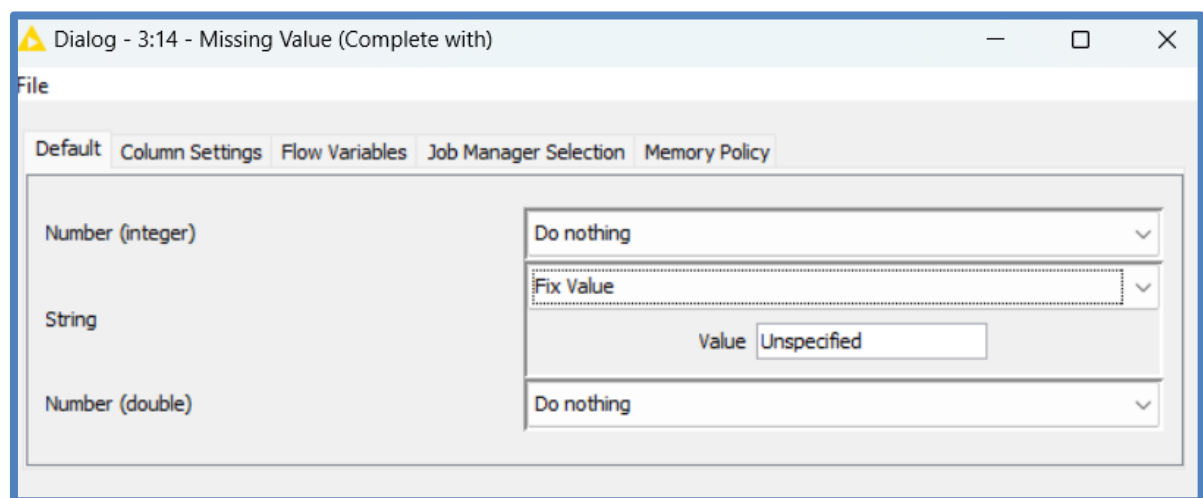 Dialog - 3:14 - Missing Value (Complete with)
File
Default Column Settings Flow Variables Job Manager Selection Memory Policy
Number (integer) Do nothing
Fix Value
String
Value Unspecified
Number (double) Do nothing